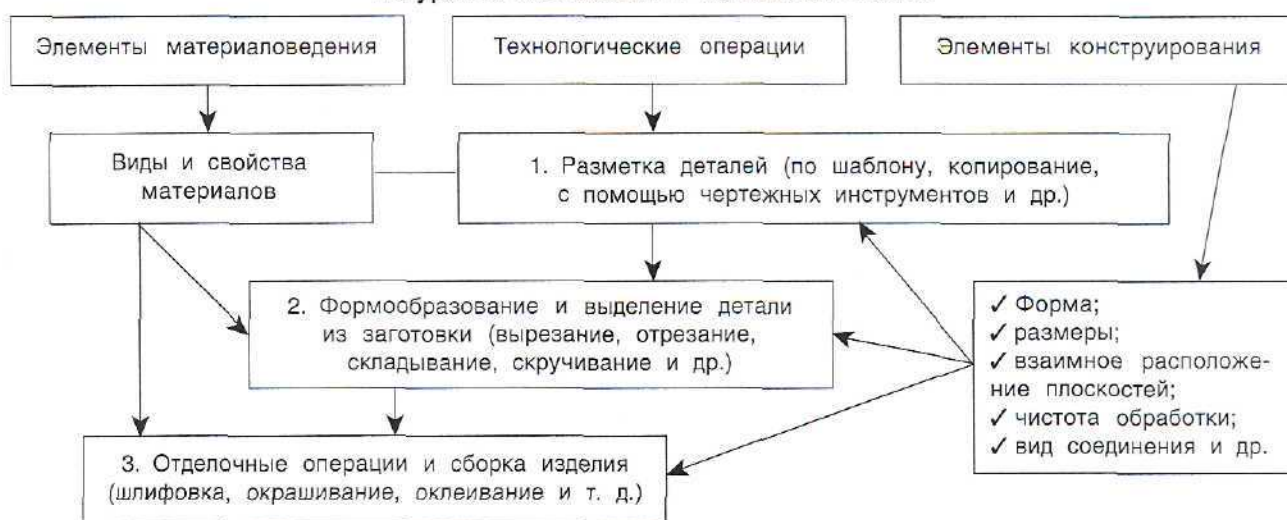 Элементы материаловедения
Технологические операции
Элементы конструирования
Виды и свойства
материалов
1. Разметка деталей (по шаблону, копирование,
с помощью чертежных инструментов и др.)
2. Формообразование и выделение детали
из заготовки (вырезание, отрезание,
складывание, скручивание и др.)
✓ Форма;
✓ размеры;
✓ взаимное расположе-
ние плоскостей;
✓ чистота обработки;
✓ вид соединения и др.
3. Отделочные операции и сборка изделия
(шлифовка, окрашивание, оклеивание и т. д.)